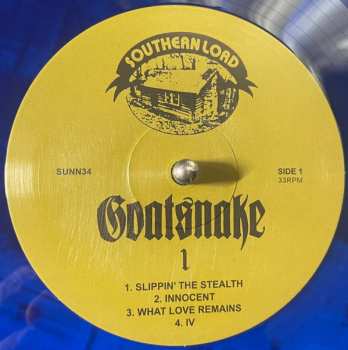 SOUTHERN LORD
SUNN34
SIDE 1
33RPM
Goatsnake
1
1. SLIPPIN' THE STEALTH
2. INNOCENT
3. WHAT LOVE REMAINS
4. IV